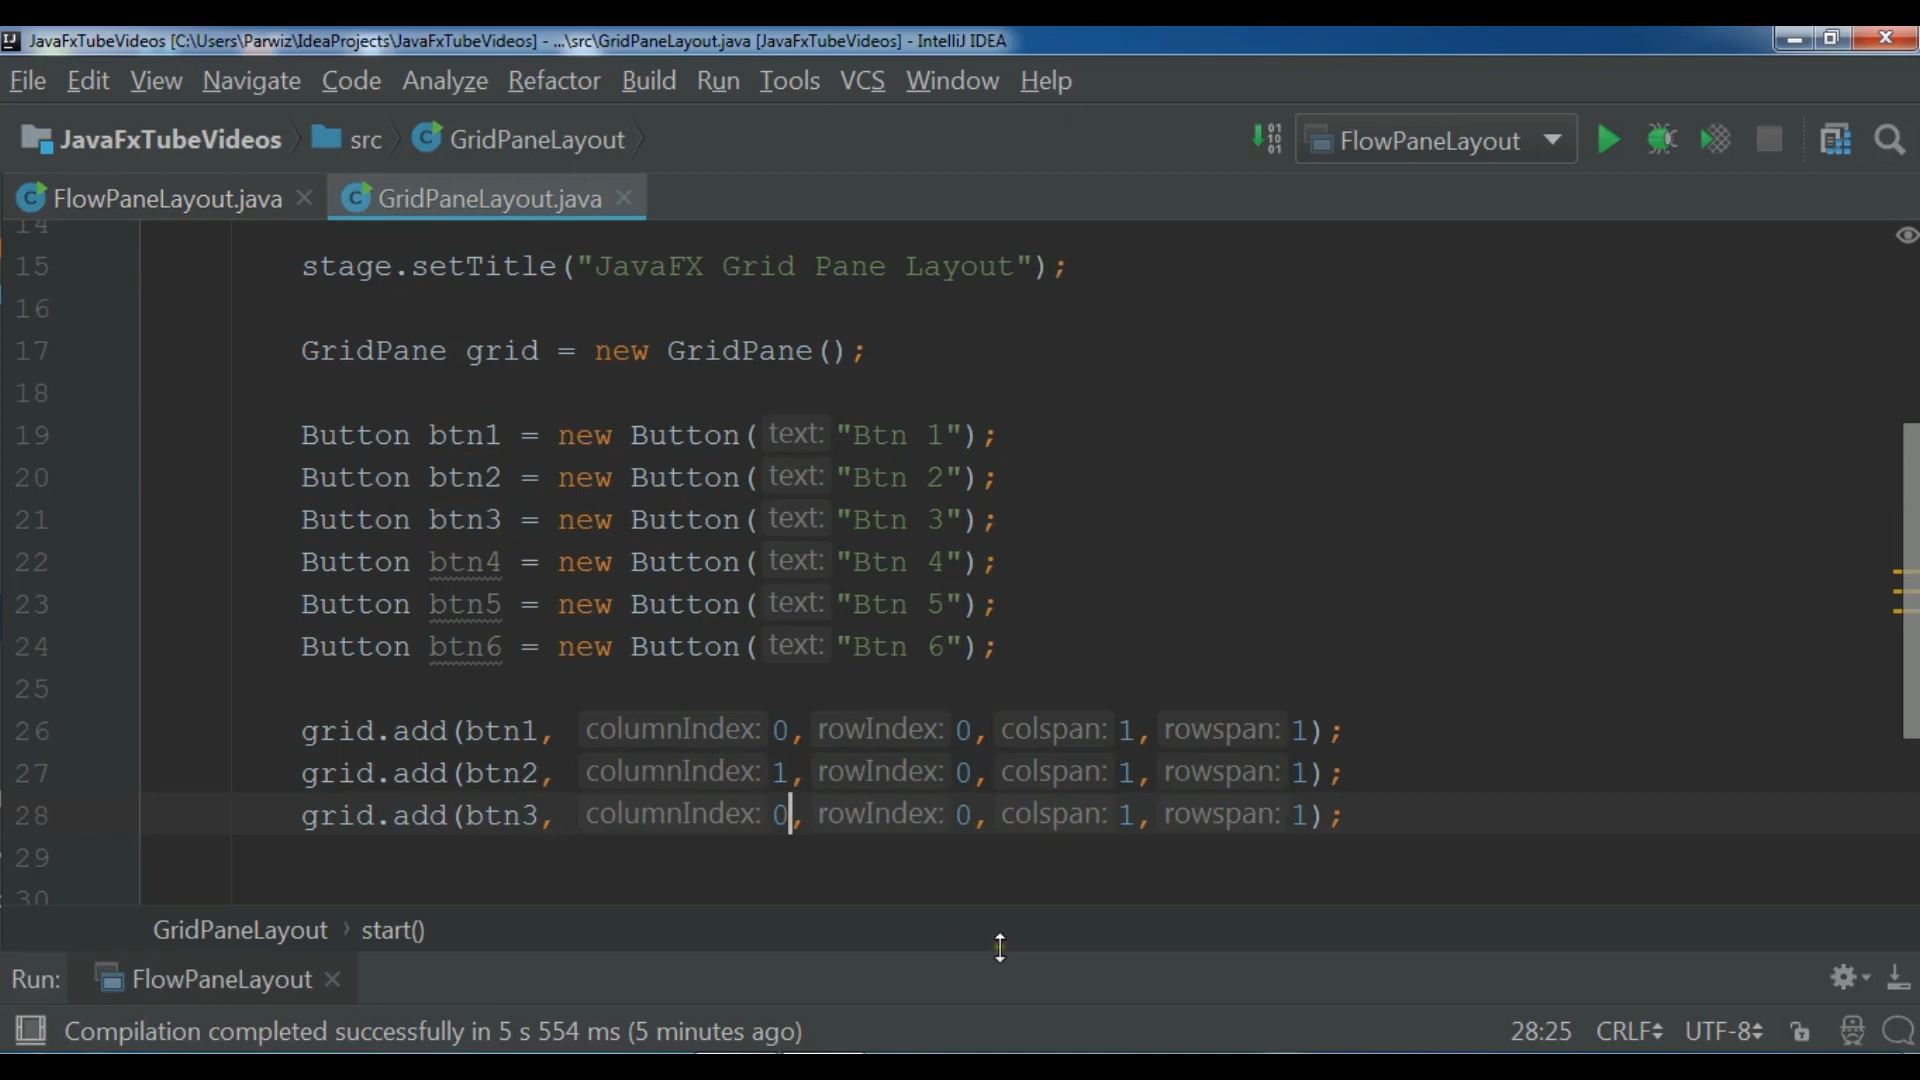 JavaFxTubeVideos [C:\Users\Parwiz\IdeaProjects\JavaFxTubeVideos] - ...\src\GridPaneLayout.java [JavaFxTubeVideos] - IntelliJ IDEA
File Edit View Navigate Code Analyze Refactor Build Run Tools VCS Window Help
JavaFxTubeVideos src GridPaneLayout FlowPaneLayout
FlowPaneLayout.java GridPaneLayout.java
14
15 stage.setTitle("JavaFX Grid Pane Layout");
16
17 GridPane grid = new GridPane();
18
19 Button btn1 = new Button( text: "Btn 1");
20 Button btn2 = new Button( text: "Btn 2");
21 Button btn3 = new Button( text: "Btn 3");
22 Button btn4 = new Button( text: "Btn 4");
23 Button btn5 = new Button( text: "Btn 5");
24 Button btn6 = new Button( text: "Btn 6");
25
26 grid.add(btn1, columnIndex: 0, rowIndex: 0, colspan: 1, rowspan: 1);
27 grid.add(btn2, columnIndex: 1, rowIndex: 0, colspan: 1, rowspan: 1);
28 grid.add(btn3, columnIndex: 0, rowIndex: 0, colspan: 1, rowspan: 1);
29
30
GridPaneLayout start()
Run: FlowPaneLayout
Compilation completed successfully in 5 s 554 ms (5 minutes ago) 28:25 CRLF UTF-8